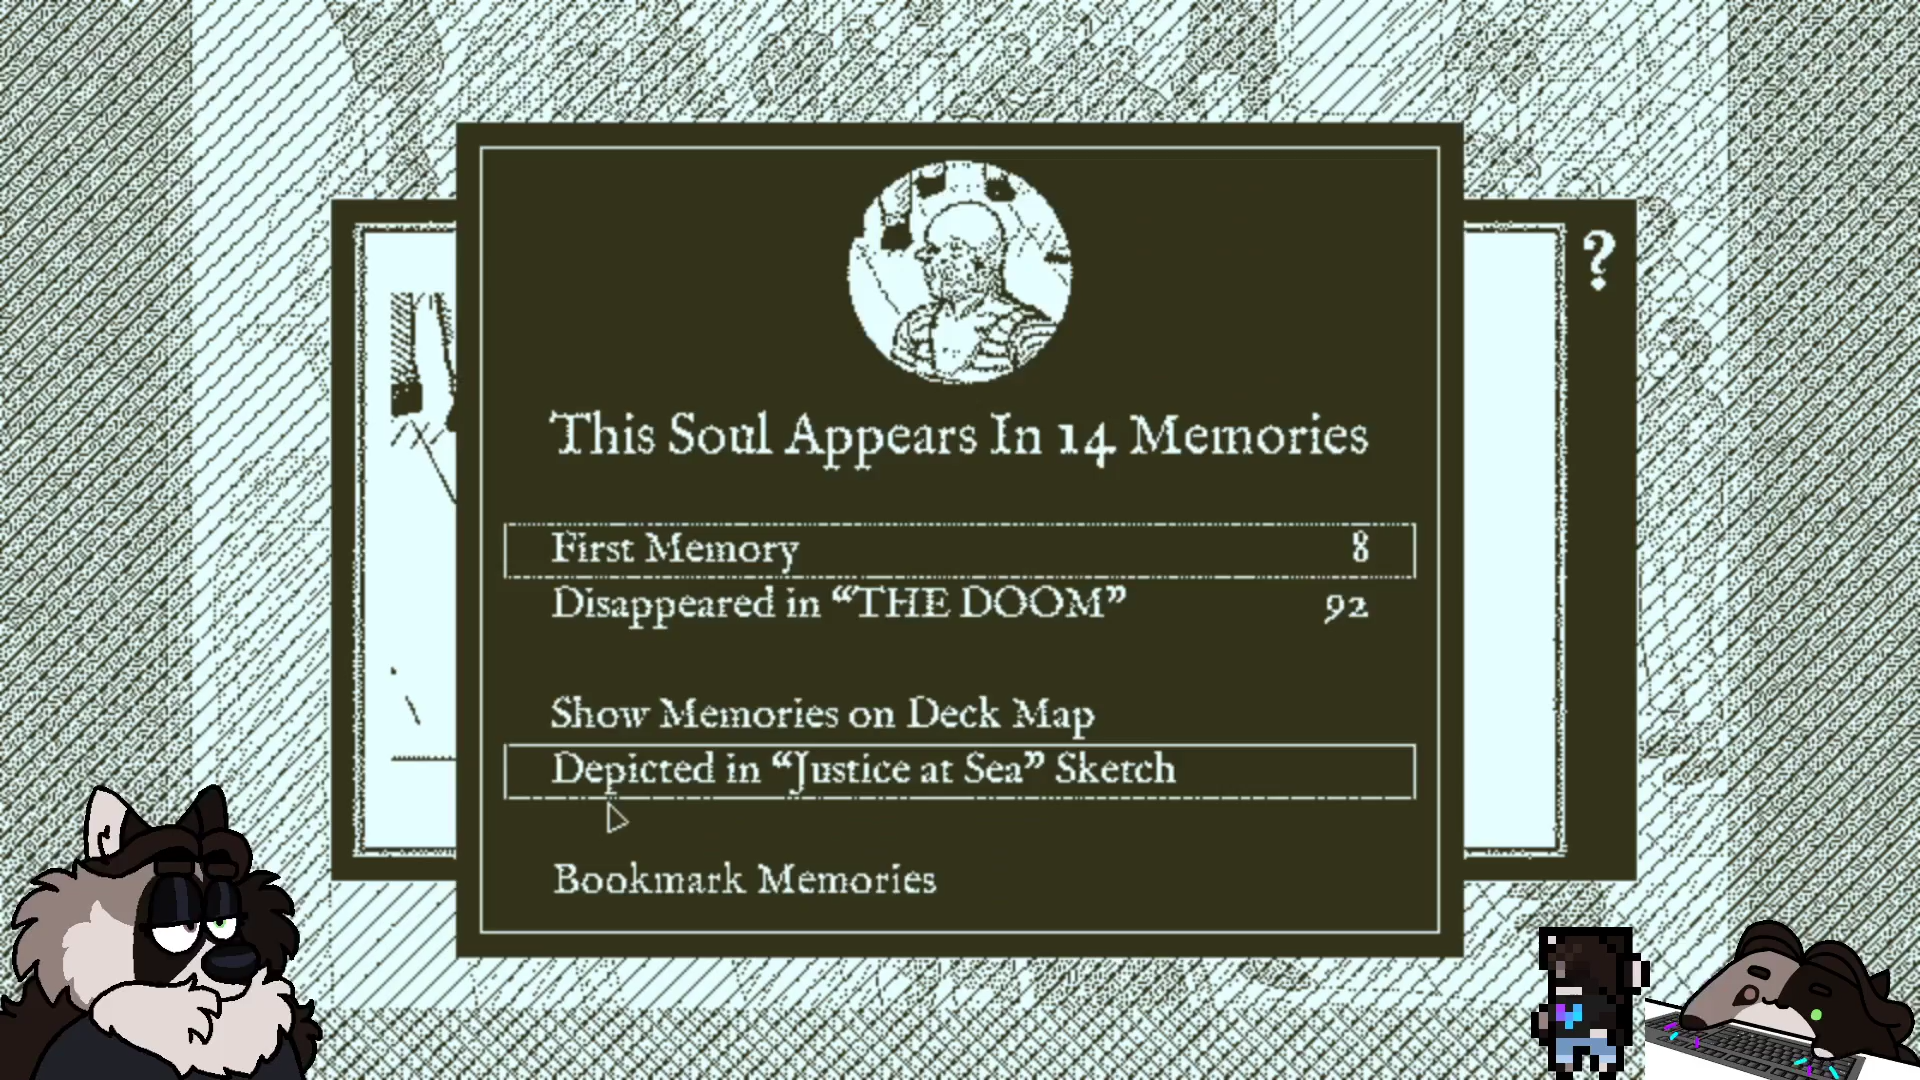 ?
This Soul Appears In 14 Memories
First Memory 8
Disappeared in “THE DOOM” 92
Show Memories on Deck Map
Depicted in “Justice at Sea” Sketch
Bookmark Memories